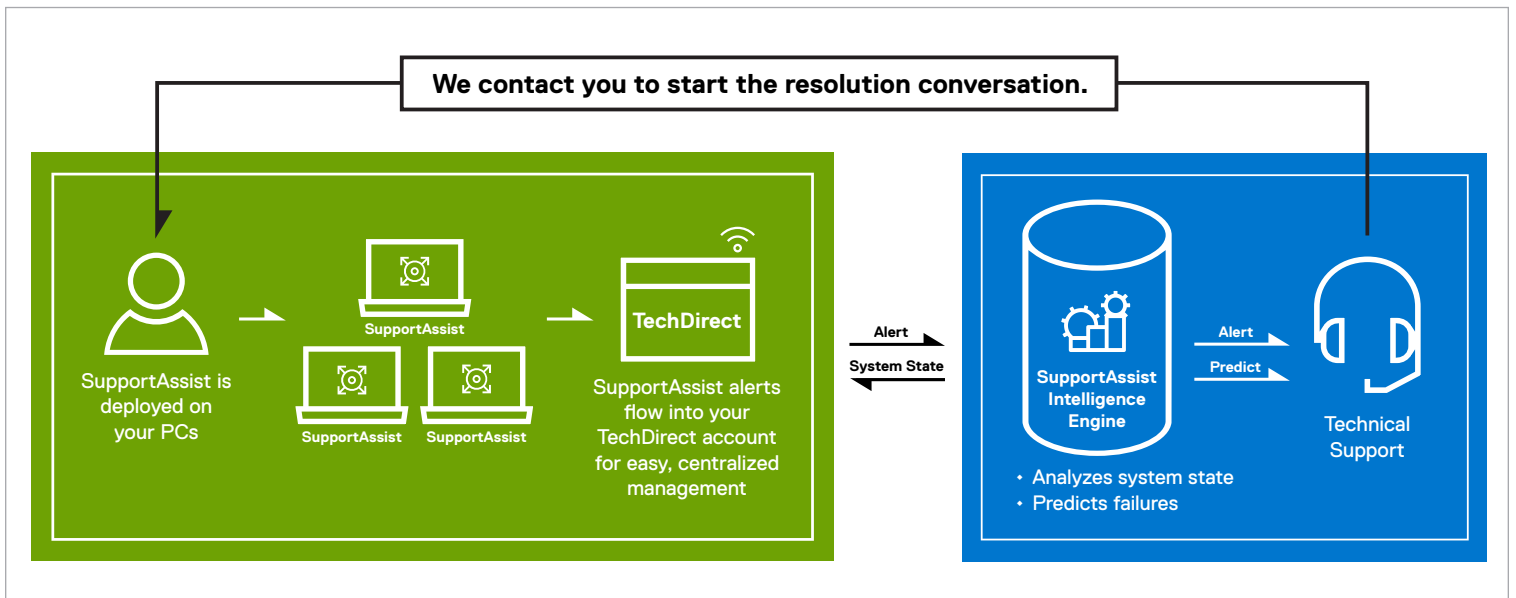 We contact you to start the resolution conversation.
SupportAssist is
deployed on
your PCs
SupportAssist
SupportAssist
SupportAssist
TechDirect
SupportAssist alerts
flow into your
TechDirect account
for easy, centralized
management
Alert
System State
SupportAssist
Intelligence
Engine
• Analyzes system state
• Predicts failures
Alert
Predict
Technical
Support